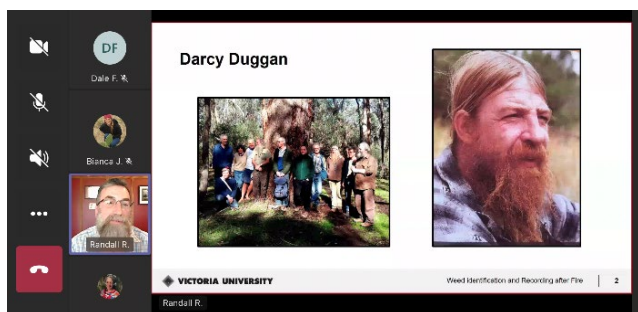 DF
Dale F.
Bianca J.
Randall R.
Darcy Duggan
VICTORIA UNIVERSITY
Weed Identification and Recording after Fire | 2
Randall R.